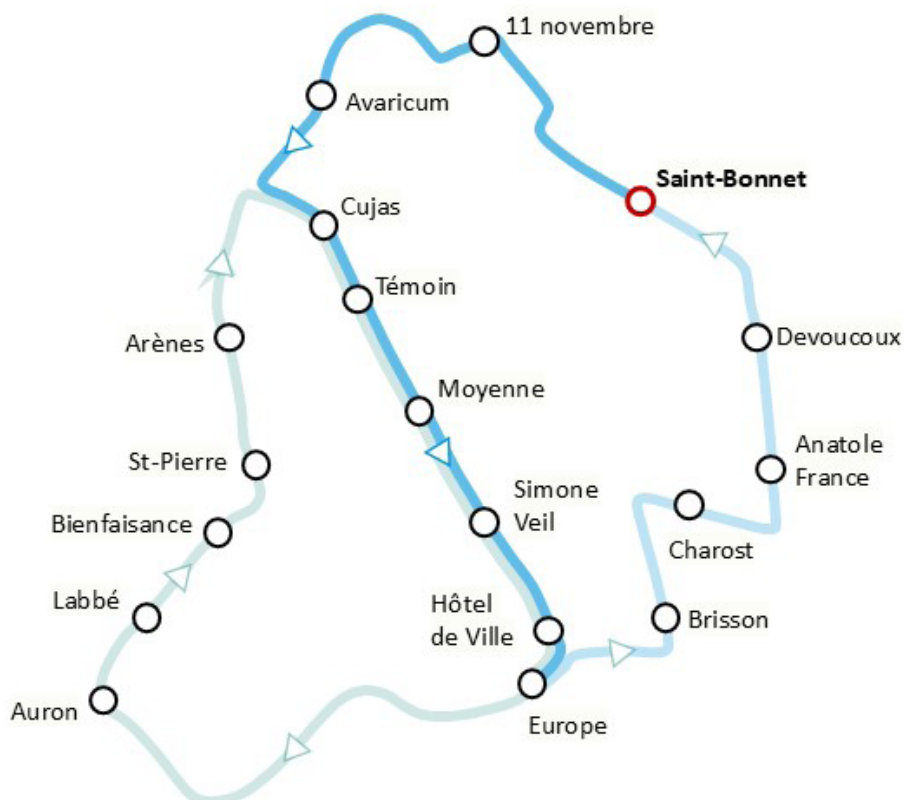 11 novembre
Avaricum
Saint-Bonnet
Cujas
Témoin
Arènes
Devoucoux
Moyenne
Anatole
France
St-Pierre
Simone
Veil
Bienfaisance
Charost
Labbé
Hôtel
de Ville
Brisson
Auron
Europe